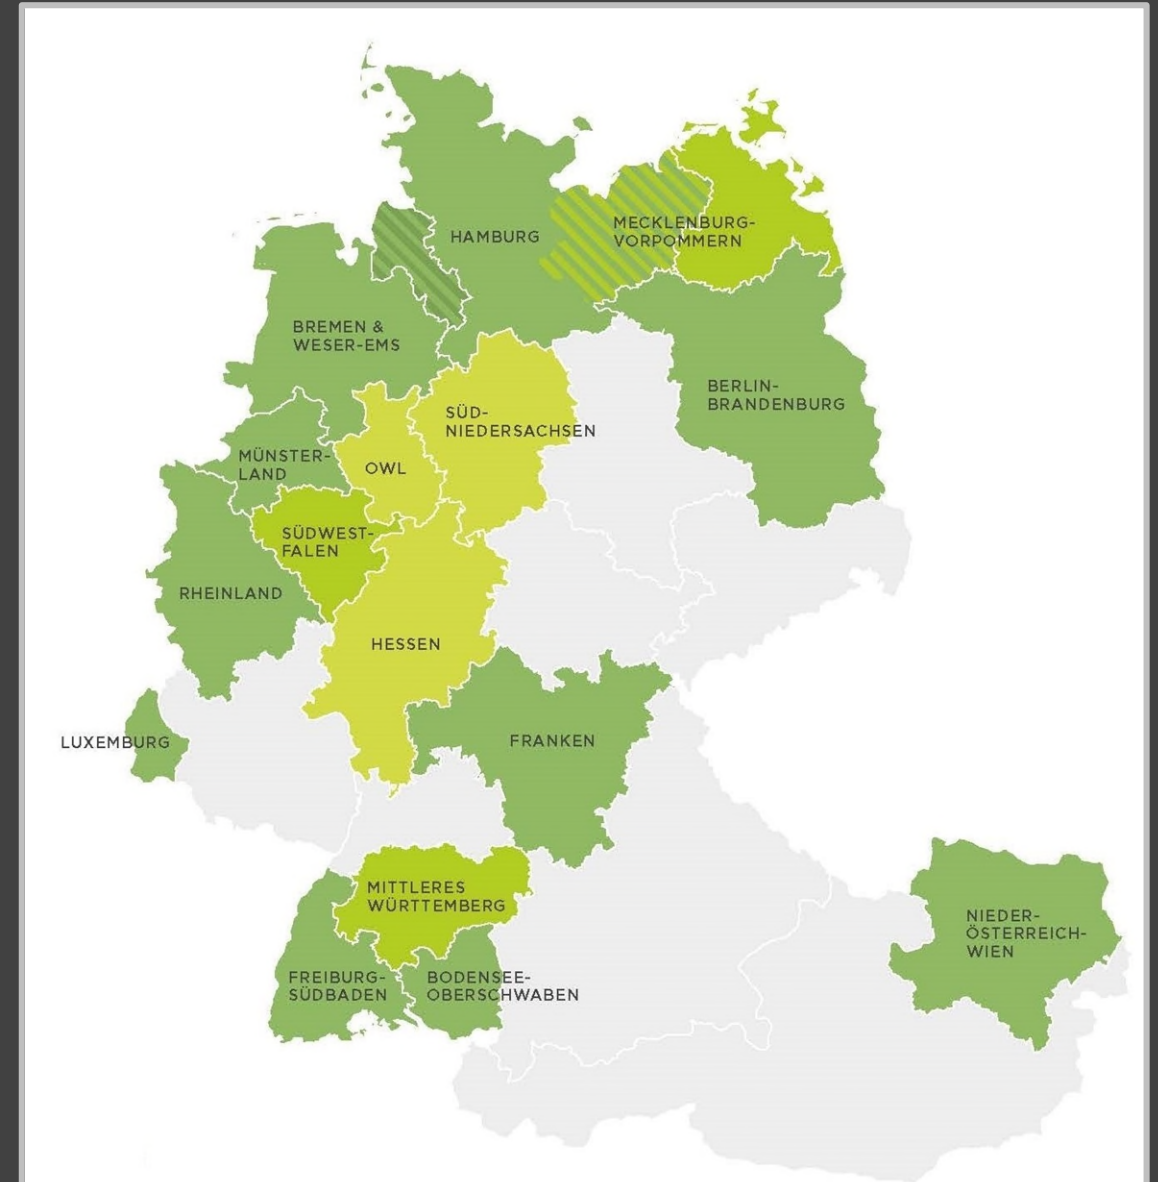 HAMBURG
MECKLENBURG-
VORPOMMERN
BREMEN &
WESER-EMS
BERLIN-
BRANDENBURG
SÜD-
NIEDERSACHSEN
MÜNSTER-
LAND
OWL
SÜDWEST-
FALEN
RHEINLAND
HESSEN
LUXEMBURG
FRANKEN
MITTLERES
WÜRTTEMBERG
NIEDER-
ÖSTERREICH-
WIEN
FREIBURG-
SÜDBADEN
BODENSEE-
OBERSCHWABEN